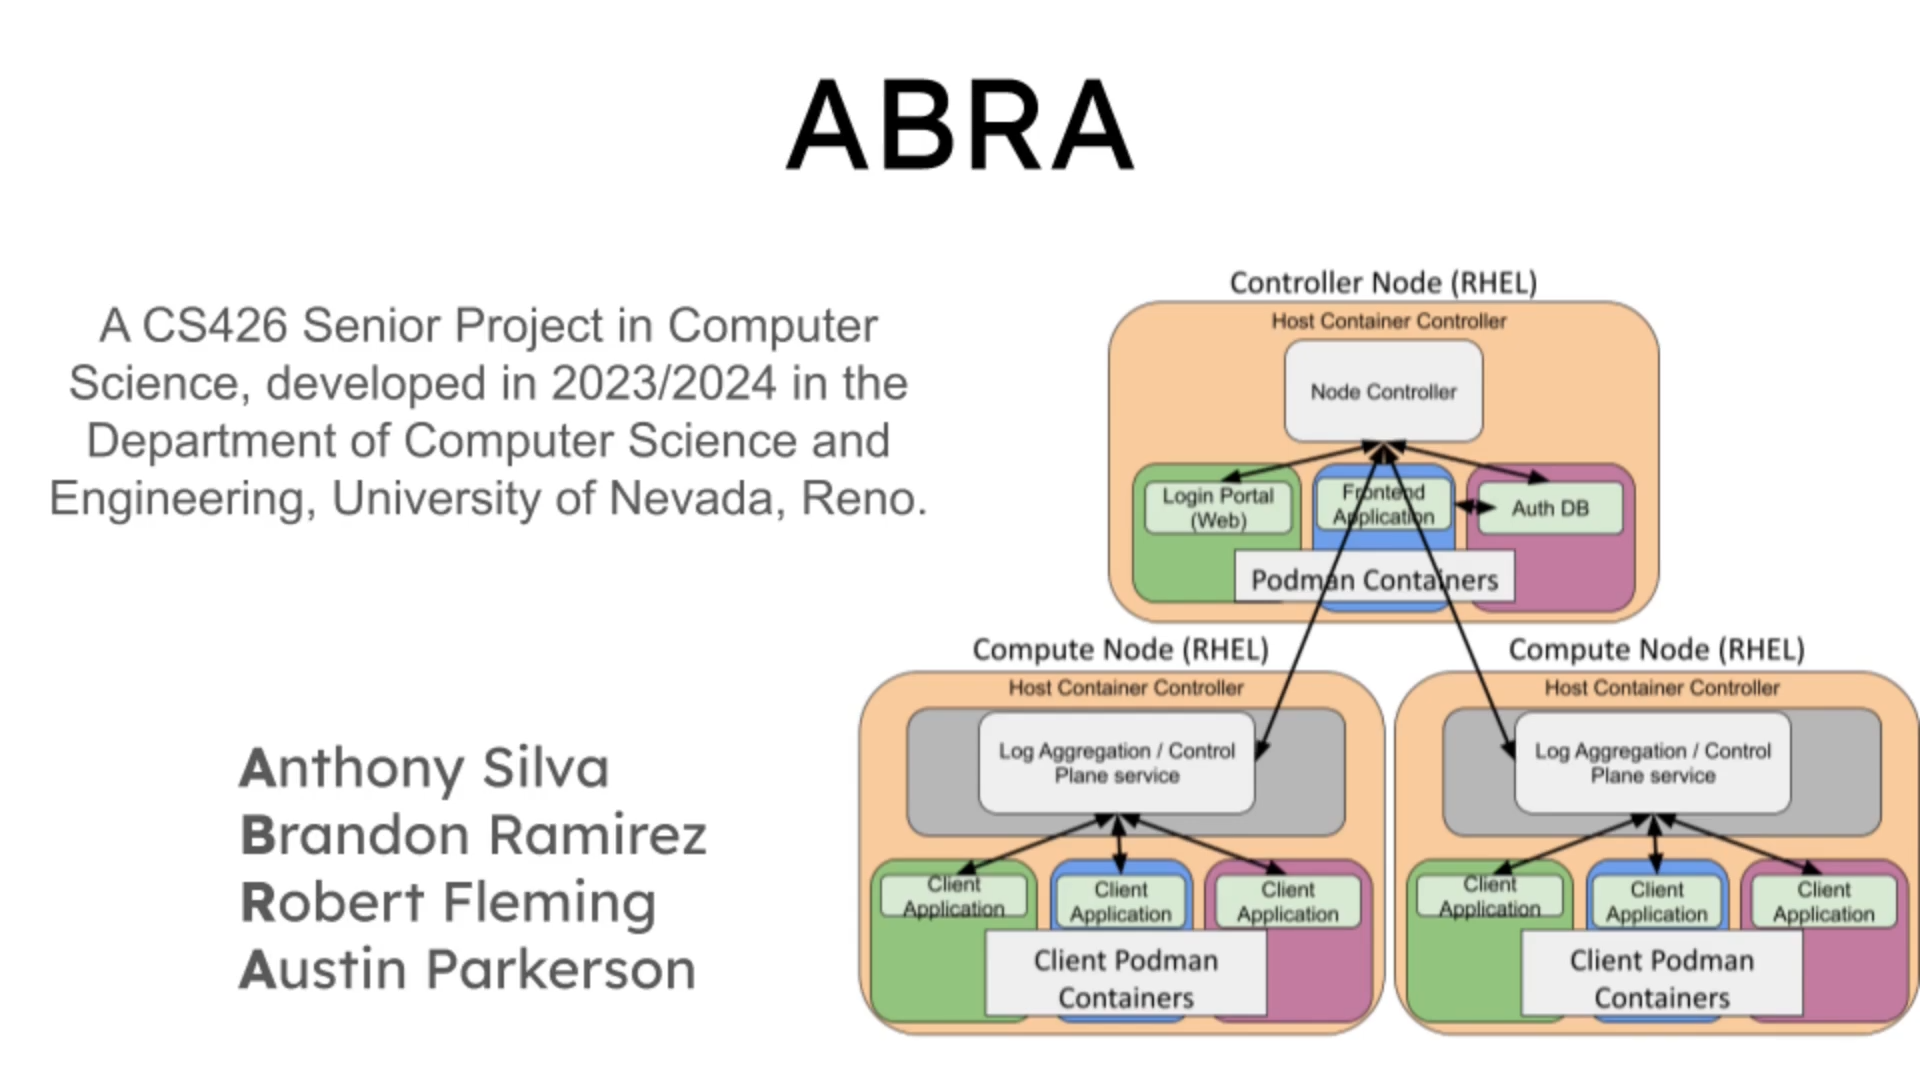 ABRA
A CS426 Senior Project in Computer
Science, developed in 2023/2024 in the
Department of Computer Science and
Engineering, University of Nevada, Reno.
Anthony Silva
Brandon Ramirez
Robert Fleming
Austin Parkerson
Controller Node (RHEL)
Host Container Controller
Node Controller
Login Portal
(Web)
Frontend
Application
Auth DB
Podman Containers
Compute Node (RHEL)
Host Container Controller
Log Aggregation / Control
Plane service
Client
Application
Client
Application
Client
Application
Client Podman
Containers
Compute Node (RHEL)
Host Container Controller
Log Aggregation / Control
Plane service
Client
Application
Client
Application
Client
Application
Client Podman
Containers